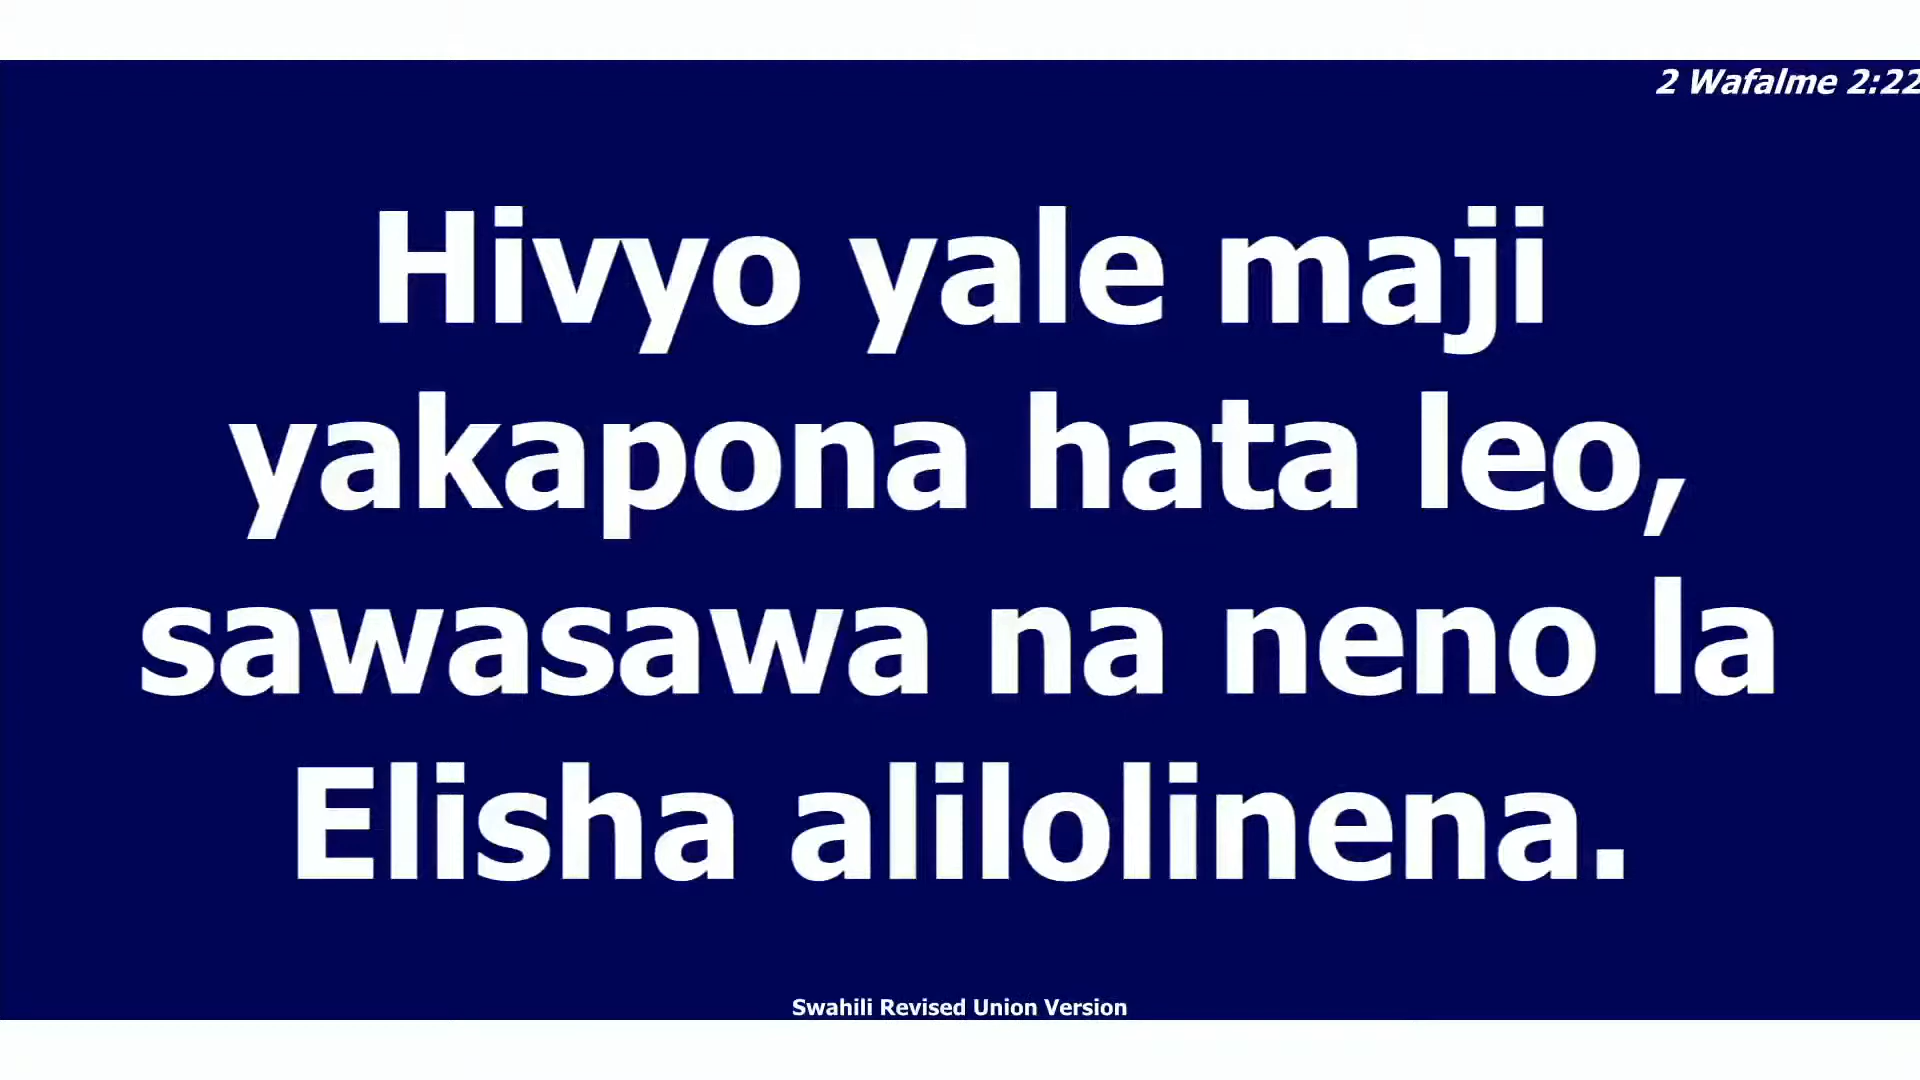 2 Wafalme 2:22
Hivyo yale maji
yakapona hata leo,
sawasawa na neno la
Elisha alilolinena.
Swahili Revised Union Version